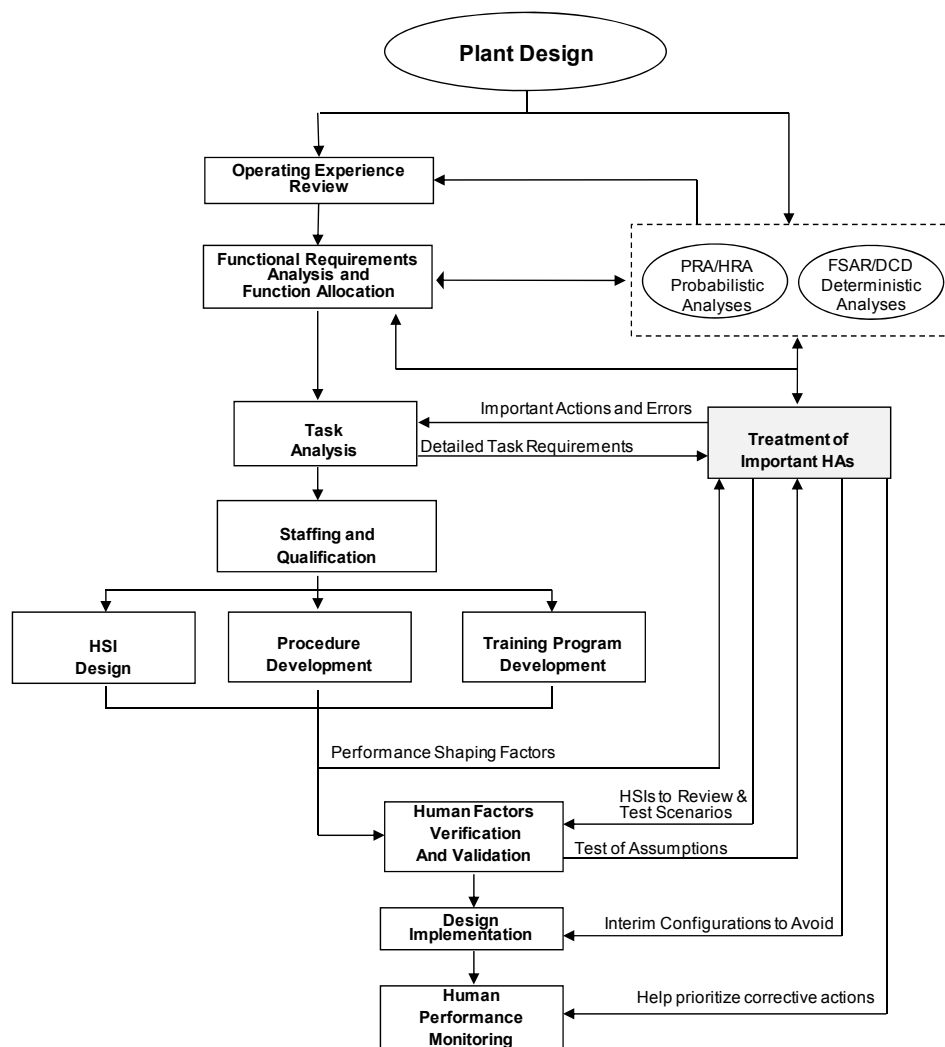 Plant Design
Operating Experience
Review
Functional Requirements
Analysis and
Function Allocation
PRA/HRA
Probabilistic
Analyses
FSAR/DCD
Deterministic
Analyses
Important Actions and Errors
Task
Analysis
Detailed Task Requirements
Treatment of
Important HAs
Staffing and
Qualification
HSI
Design
Procedure
Development
Training Program
Development
Performance Shaping Factors
HSIs to Review &
Test Scenarios
Human Factors
Verification
And Validation
Test of Assumptions
Design
Implementation
Interim Configurations to Avoid
Human
Performance
Monitoring
Help prioritize corrective actions